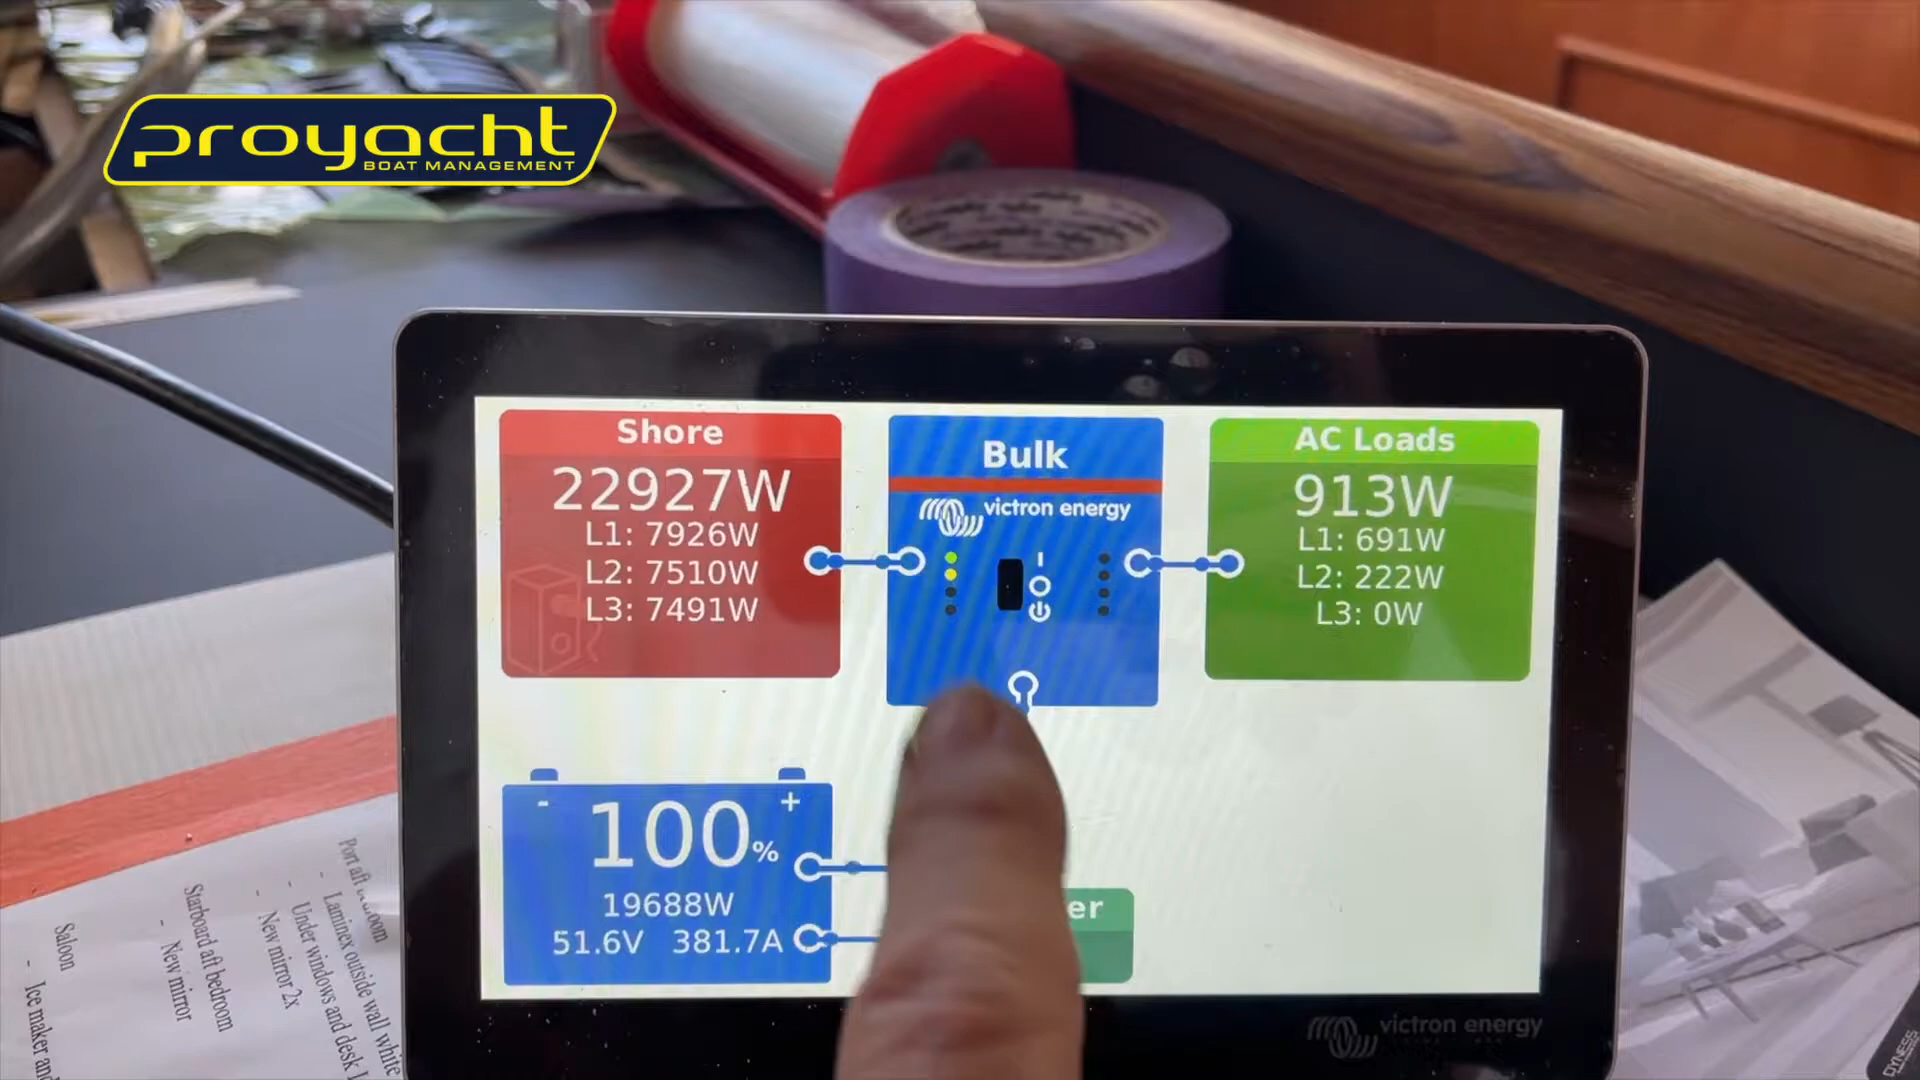 proyacht
BOAT MANAGEMENT
Shore
22927W
L1: 7926W
L2: 7510W
L3: 7491W
Bulk
victron energy
AC Loads
913W
L1: 691W
L2: 222W
L3: 0W
- 100% +
19688W
51.6V 381.7A
er
victron energy
Port aft
Laminex outside wall white
Under windows and desk
New mirror 2x
Starboard aft bedroom
- New mirror
Saloon
- Ice maker and
DYNESS